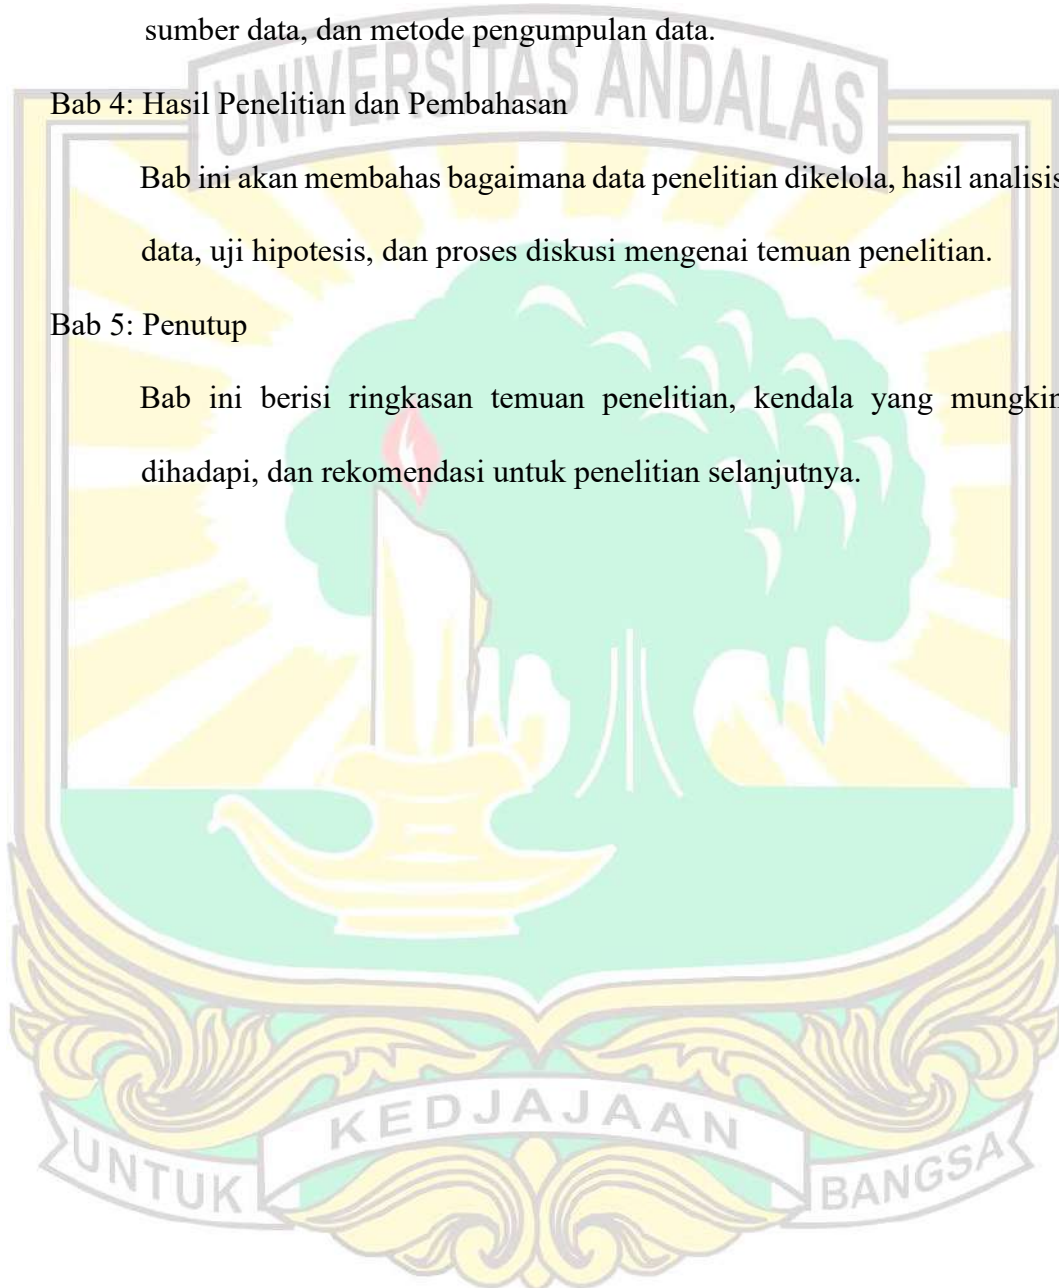 sumber data, dan metode pengumpulan data.
UNIVERSITAS ANDALAS
Bab 4: Hasil Penelitian dan Pembahasan
Bab ini akan membahas bagaimana data penelitian dikelola, hasil analisis
data, uji hipotesis, dan proses diskusi mengenai temuan penelitian.
Bab 5: Penutup
Bab ini berisi ringkasan temuan penelitian, kendala yang mungkin
dihadapi, dan rekomendasi untuk penelitian selanjutnya.
UNTUK KEDJAJAAN BANGSA